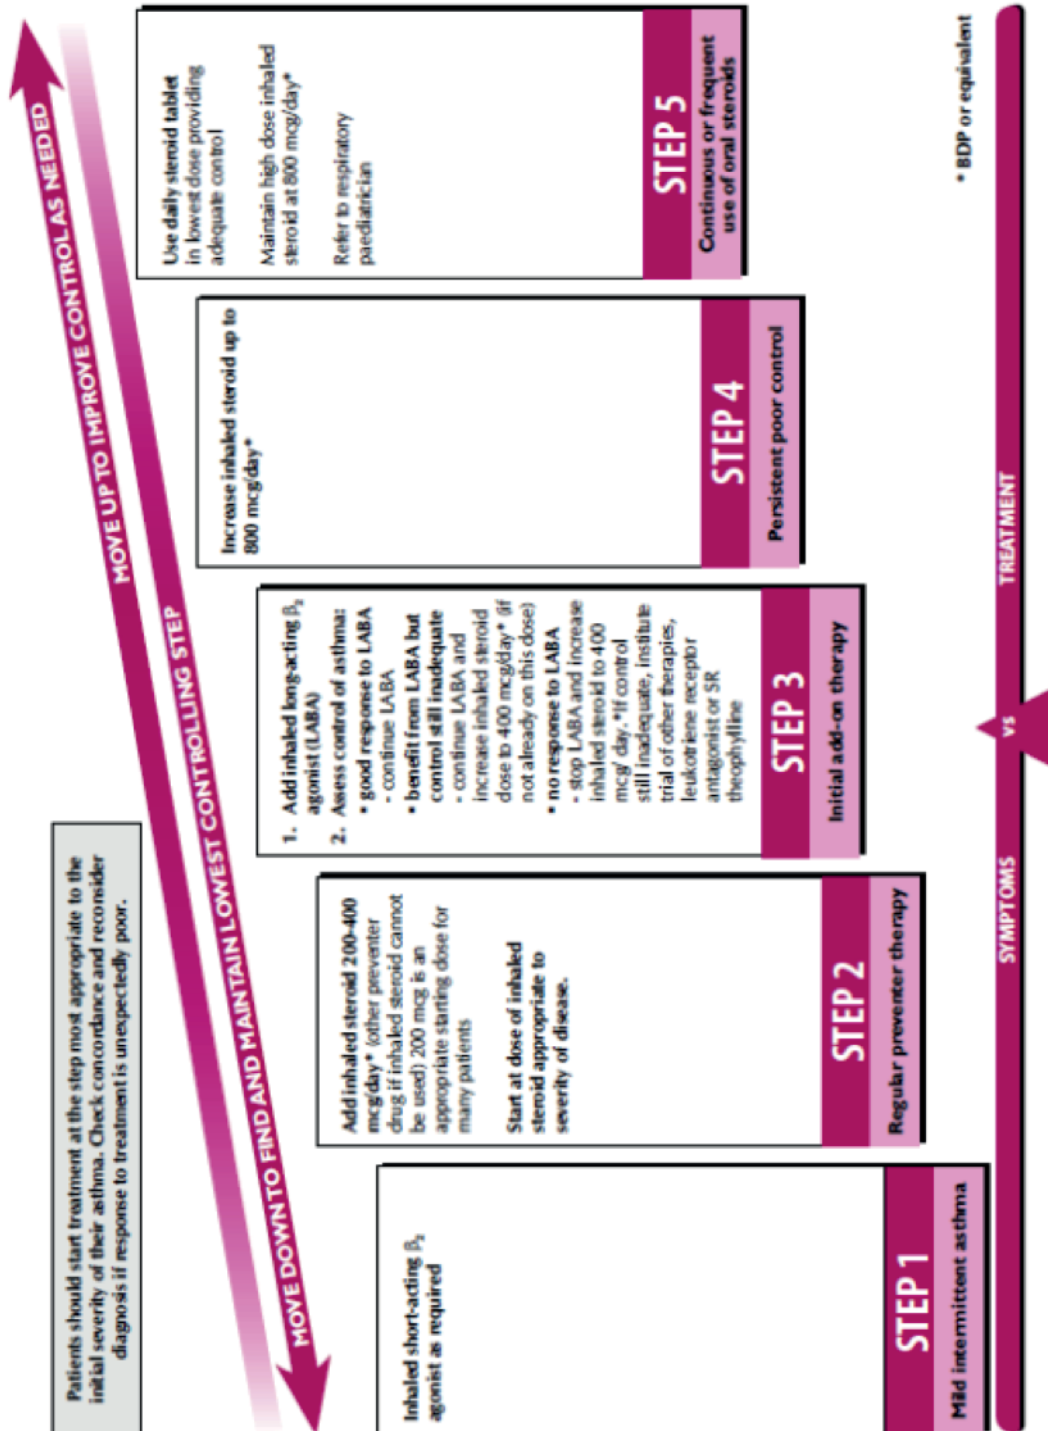 Patients should start treatment at the step most appropriate to the
initial severity of their asthma. Check concordance and reconsider
diagnosis if response to treatment is unexpectedly poor.
MOVE UP TO IMPROVE CONTROL AS NEEDED
MOVE DOWN TO FIND AND MAINTAIN LOWEST CONTROLLING STEP
Inhaled short-acting β₂
agonist as required
STEP 1
Mild intermittent asthma
Add inhaled steroid 200-400
mcg/day* (other preventer
drug if inhaled steroid cannot
be used) 200 mcg is an
appropriate starting dose for
many patients
Start at dose of inhaled
steroid appropriate to
severity of disease.
STEP 2
Regular preventer therapy
1. Add inhaled long-acting β₂
agonist (LABA)
2. Assess control of asthma:
• good response to LABA
- continue LABA
• benefit from LABA but
control still inadequate
- continue LABA and
increase inhaled steroid
dose to 400 mcg/day* (if
not already on this dose)
• no response to LABA
- stop LABA and increase
inhaled steroid to 400
mcg/ day.*If control
still inadequate, institute
trial of other therapies,
leukotriene receptor
antagonist or SR
theophylline
STEP 3
Initial add-on therapy
Increase inhaled steroid up to
800 mcg/day*
STEP 4
Persistent poor control
Use daily steroid tablet
in lowest dose providing
adequate control
Maintain high dose inhaled
steroid at 800 mcg/day*
Refer to respiratory
paediatrician
STEP 5
Continuous or frequent
use of oral steroids
* BDP or equivalent
SYMPTOMS
vs
TREATMENT